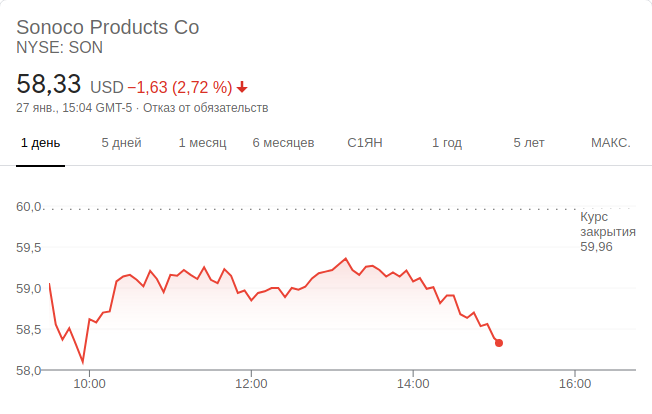 Sonoco Products Co
NYSE: SON
58,33 USD −1,63 (2,72 %)
27 янв., 15:04 GMT-5 · Отказ от обязательств
1 день 5 дней 1 месяц 6 месяцев С1ЯН 1 год 5 лет МАКС.
60,0
Курс
закрытия
59,96
59,5
59,0
58,5
58,0
10:00 12:00 14:00 16:00